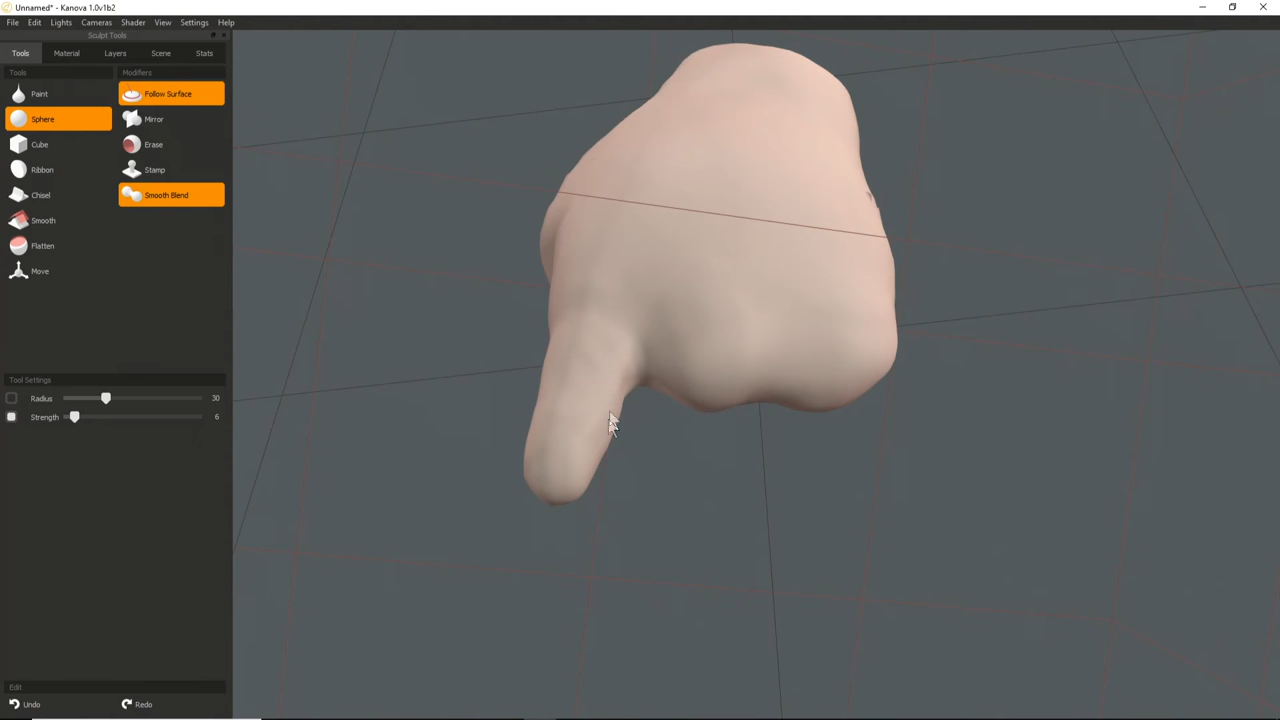 Unnamed* - Kanova 1.0v1b2
File Edit Lights Cameras Shader View Settings Help
Sculpt Tools
Tools Material Layers Scene Stats
Tools Modifiers
Paint Follow Surface
Sphere Mirror
Cube Erase
Ribbon Stamp
Chisel Smooth Blend
Smooth
Flatten
Move
Tool Settings
Radius 30
Strength 6
Edit
Undo Redo